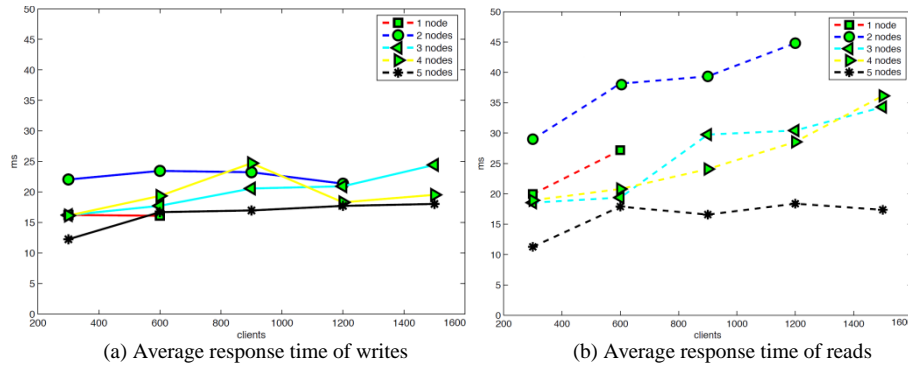 50
45
40
35
30
25
20
15
10
5
0
ms
200
400
600
800
1000
1200
1400
1600
clients
1 node
2 nodes
3 nodes
4 nodes
5 nodes
(a) Average response time of writes
50
45
40
35
30
25
20
15
10
5
0
ms
200
400
600
800
1000
1200
1400
1600
clients
1 node
2 nodes
3 nodes
4 nodes
5 nodes
(b) Average response time of reads